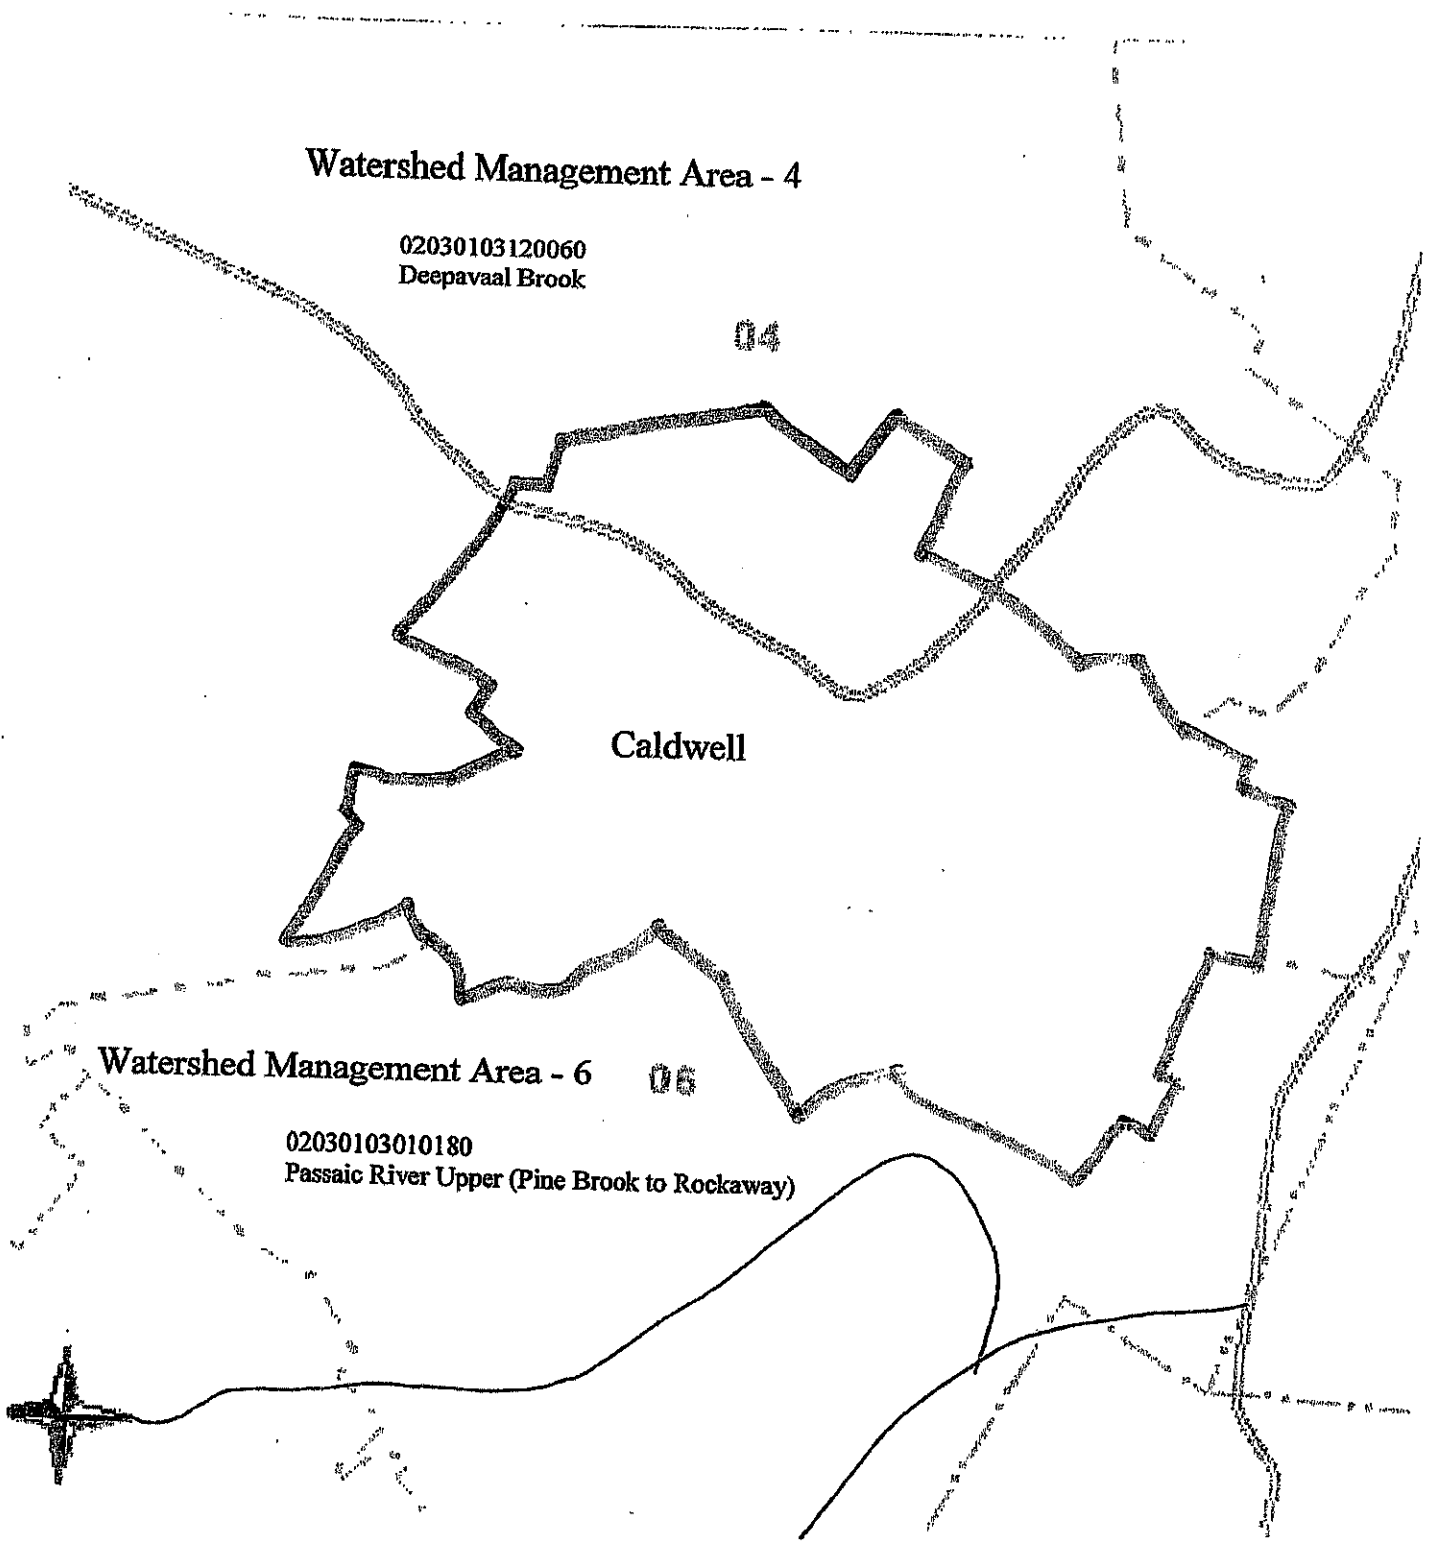 Watershed Management Area - 4
02030103120060
Deepavaal Brook
04
Caldwell
Watershed Management Area - 6
06
02030103010180
Passaic River Upper (Pine Brook to Rockaway)